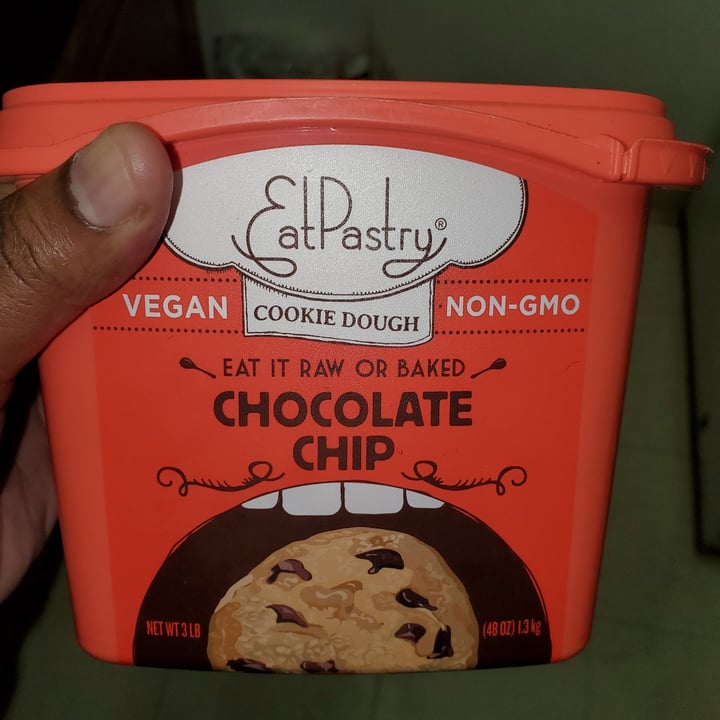 EatPastry®
VEGAN
COOKIE DOUGH
NON-GMO
EAT IT RAW OR BAKED
CHOCOLATE
CHIP
NET WT 3 LB
(48 OZ) 1.3 kg